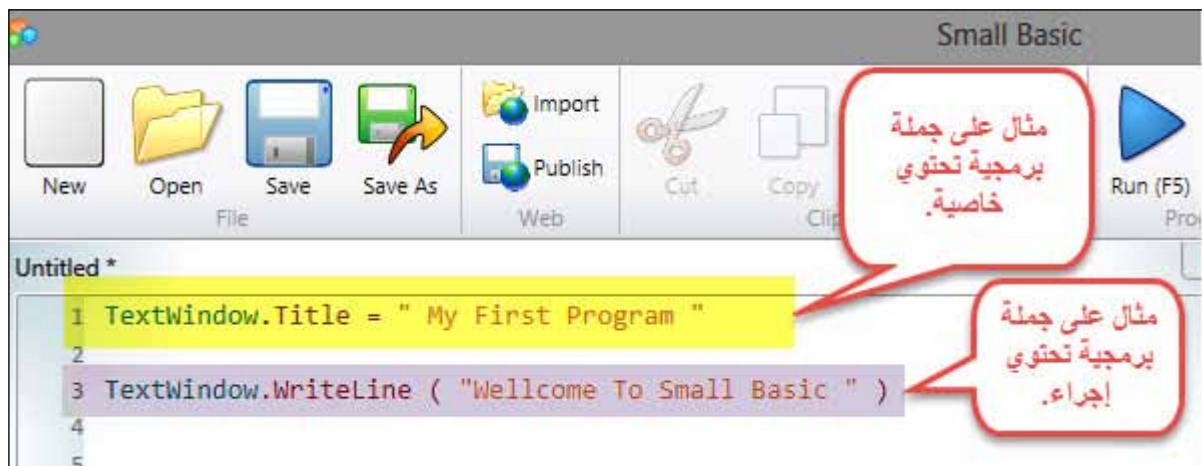 Small Basic
New
Open
Save
Save As
Import
Publish
Cut
Copy
Run (F5)
File
Web
مثال على جملة
برمجية تحتوي
خاصية.
Untitled *
1 TextWindow.Title = " My First Program "
2
3 TextWindow.WriteLine ( "Wellcome To Small Basic " )
4
5
مثال على جملة
برمجية تحتوي
إجراء.